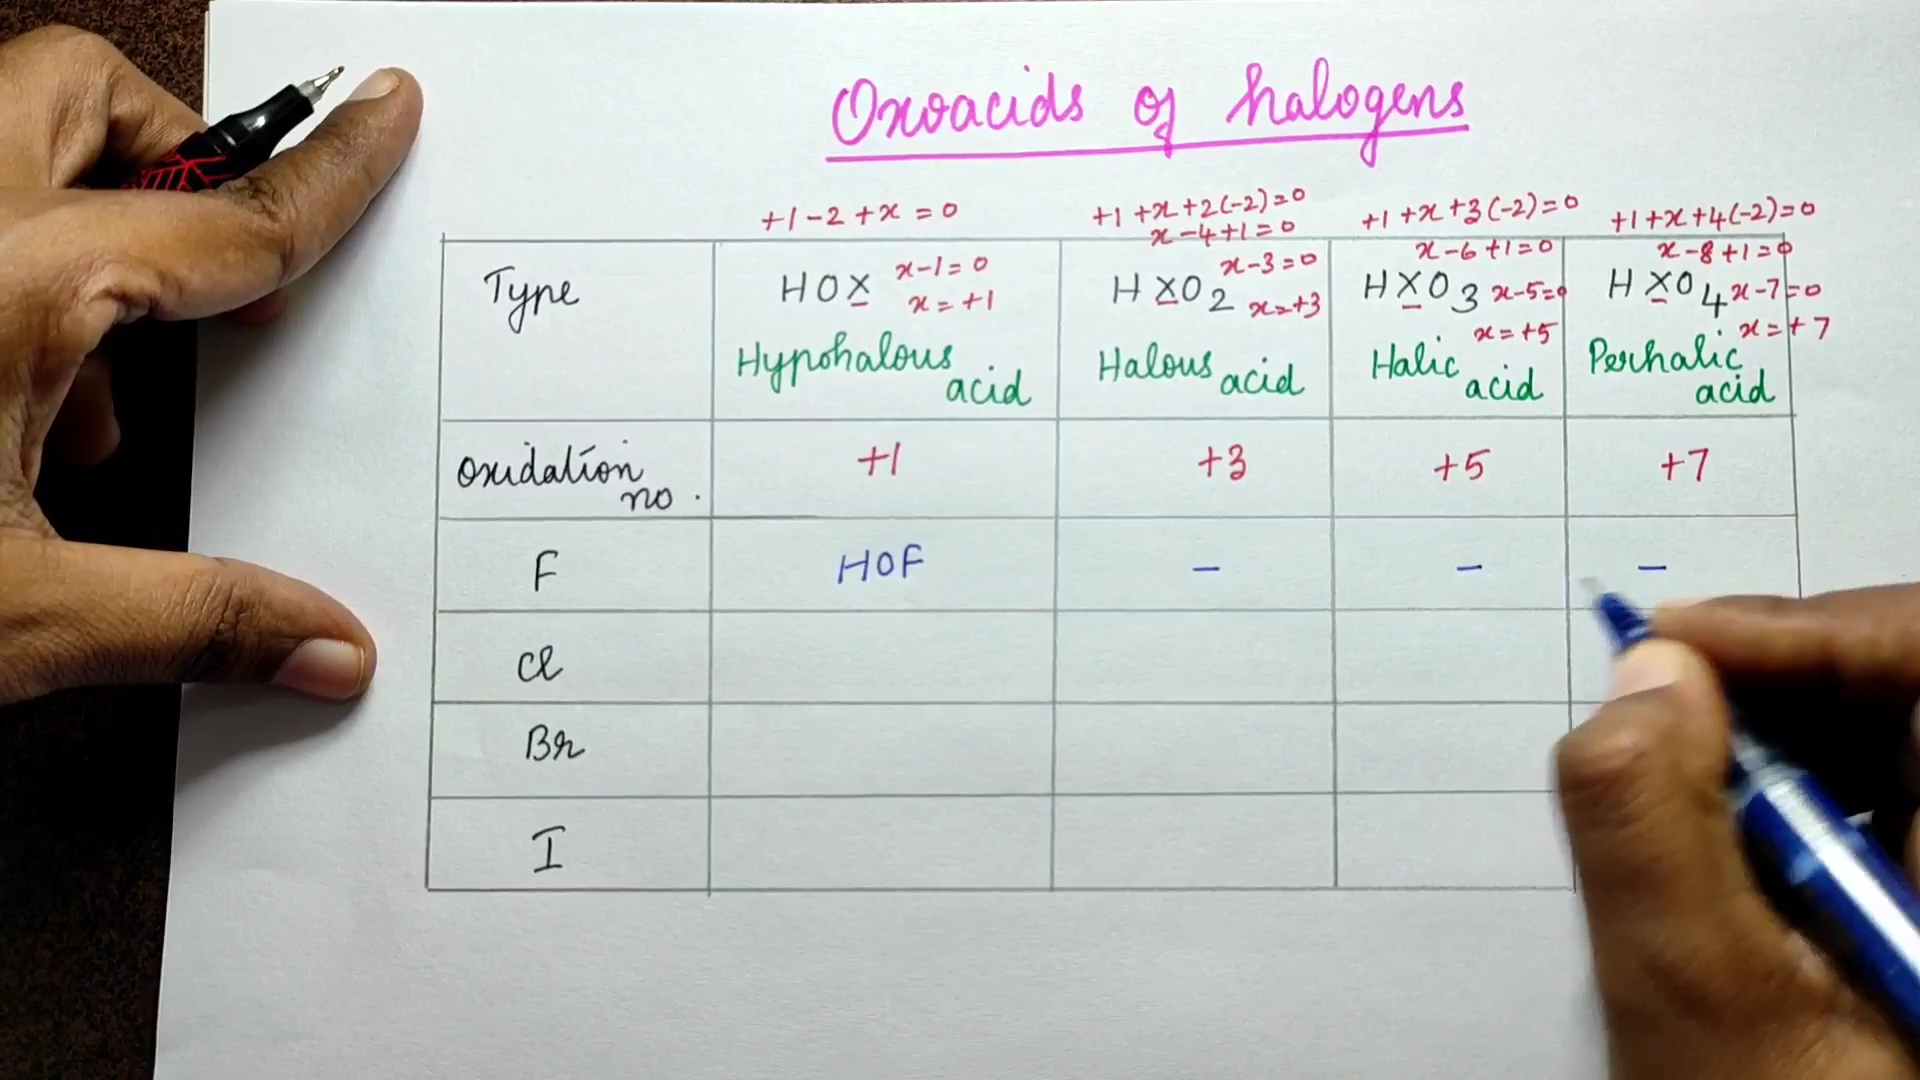 Oxoacids of halogens
+1-2+x=0
+1+x+2(-2)=0
x-4+1=0
+1+x+3(-2)=0
+1+x+4(-2)=0
Type
HOX
x-1=0
x=+1
Hypohalous acid
HXO2
x-3=0
x=+3
Halous acid
x-6+1=0
HXO3
x-5=0
x=+5
Halic acid
x-8+1=0
HXO4
x-7=0
x=+7
Perhalic acid
Oxidation no.
+1
+3
+5
+7
F
HOF
-
-
-
Cl
Br
I